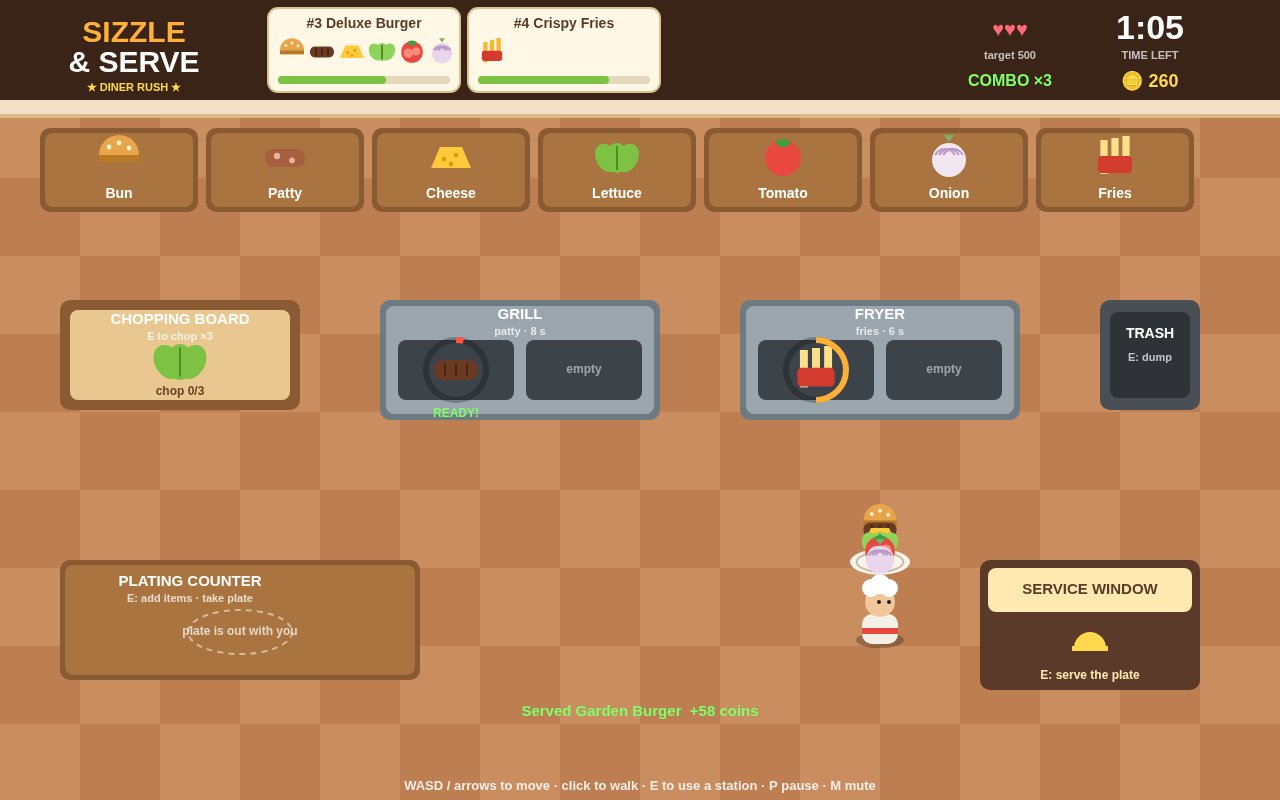 SIZZLE
& SERVE
★ DINER RUSH ★
#3 Deluxe Burger
#4 Crispy Fries
♥♥♥
target 500
COMBO ×3
1:05
TIME LEFT
260
Bun
Patty
Cheese
Lettuce
Tomato
Onion
Fries
CHOPPING BOARD
E to chop ×3
chop 0/3
GRILL
patty · 8 s
empty
READY!
FRYER
fries · 6 s
empty
TRASH
E: dump
PLATING COUNTER
E: add items · take plate
plate is out with you
SERVICE WINDOW
E: serve the plate
Served Garden Burger +58 coins
WASD / arrows to move · click to walk · E to use a station · P pause · M mute